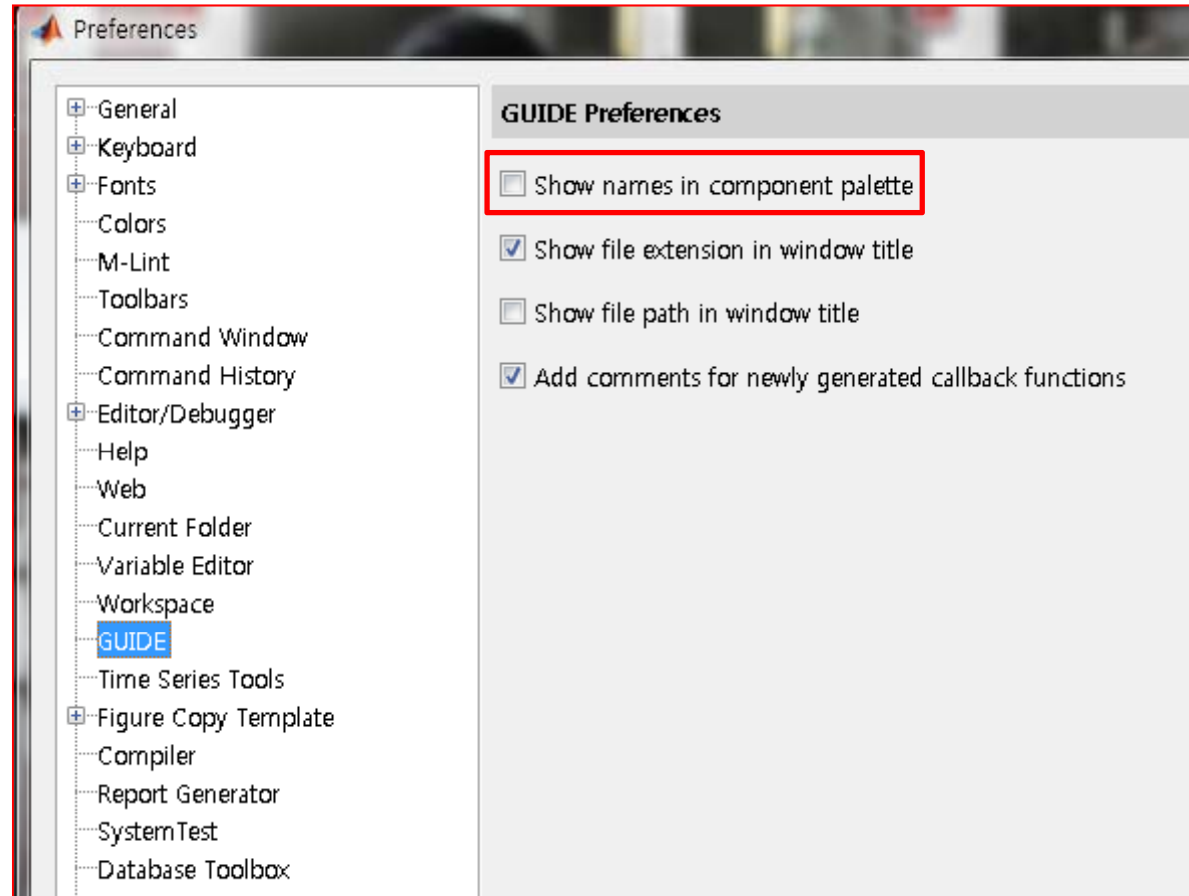 Preferences
General
Keyboard
Fonts
Colors
M-Lint
Toolbars
Command Window
Command History
Editor/Debugger
Help
Web
Current Folder
Variable Editor
Workspace
GUIDE
Time Series Tools
Figure Copy Template
Compiler
Report Generator
SystemTest
Database Toolbox
GUIDE Preferences
Show names in component palette
Show file extension in window title
Show file path in window title
Add comments for newly generated callback functions